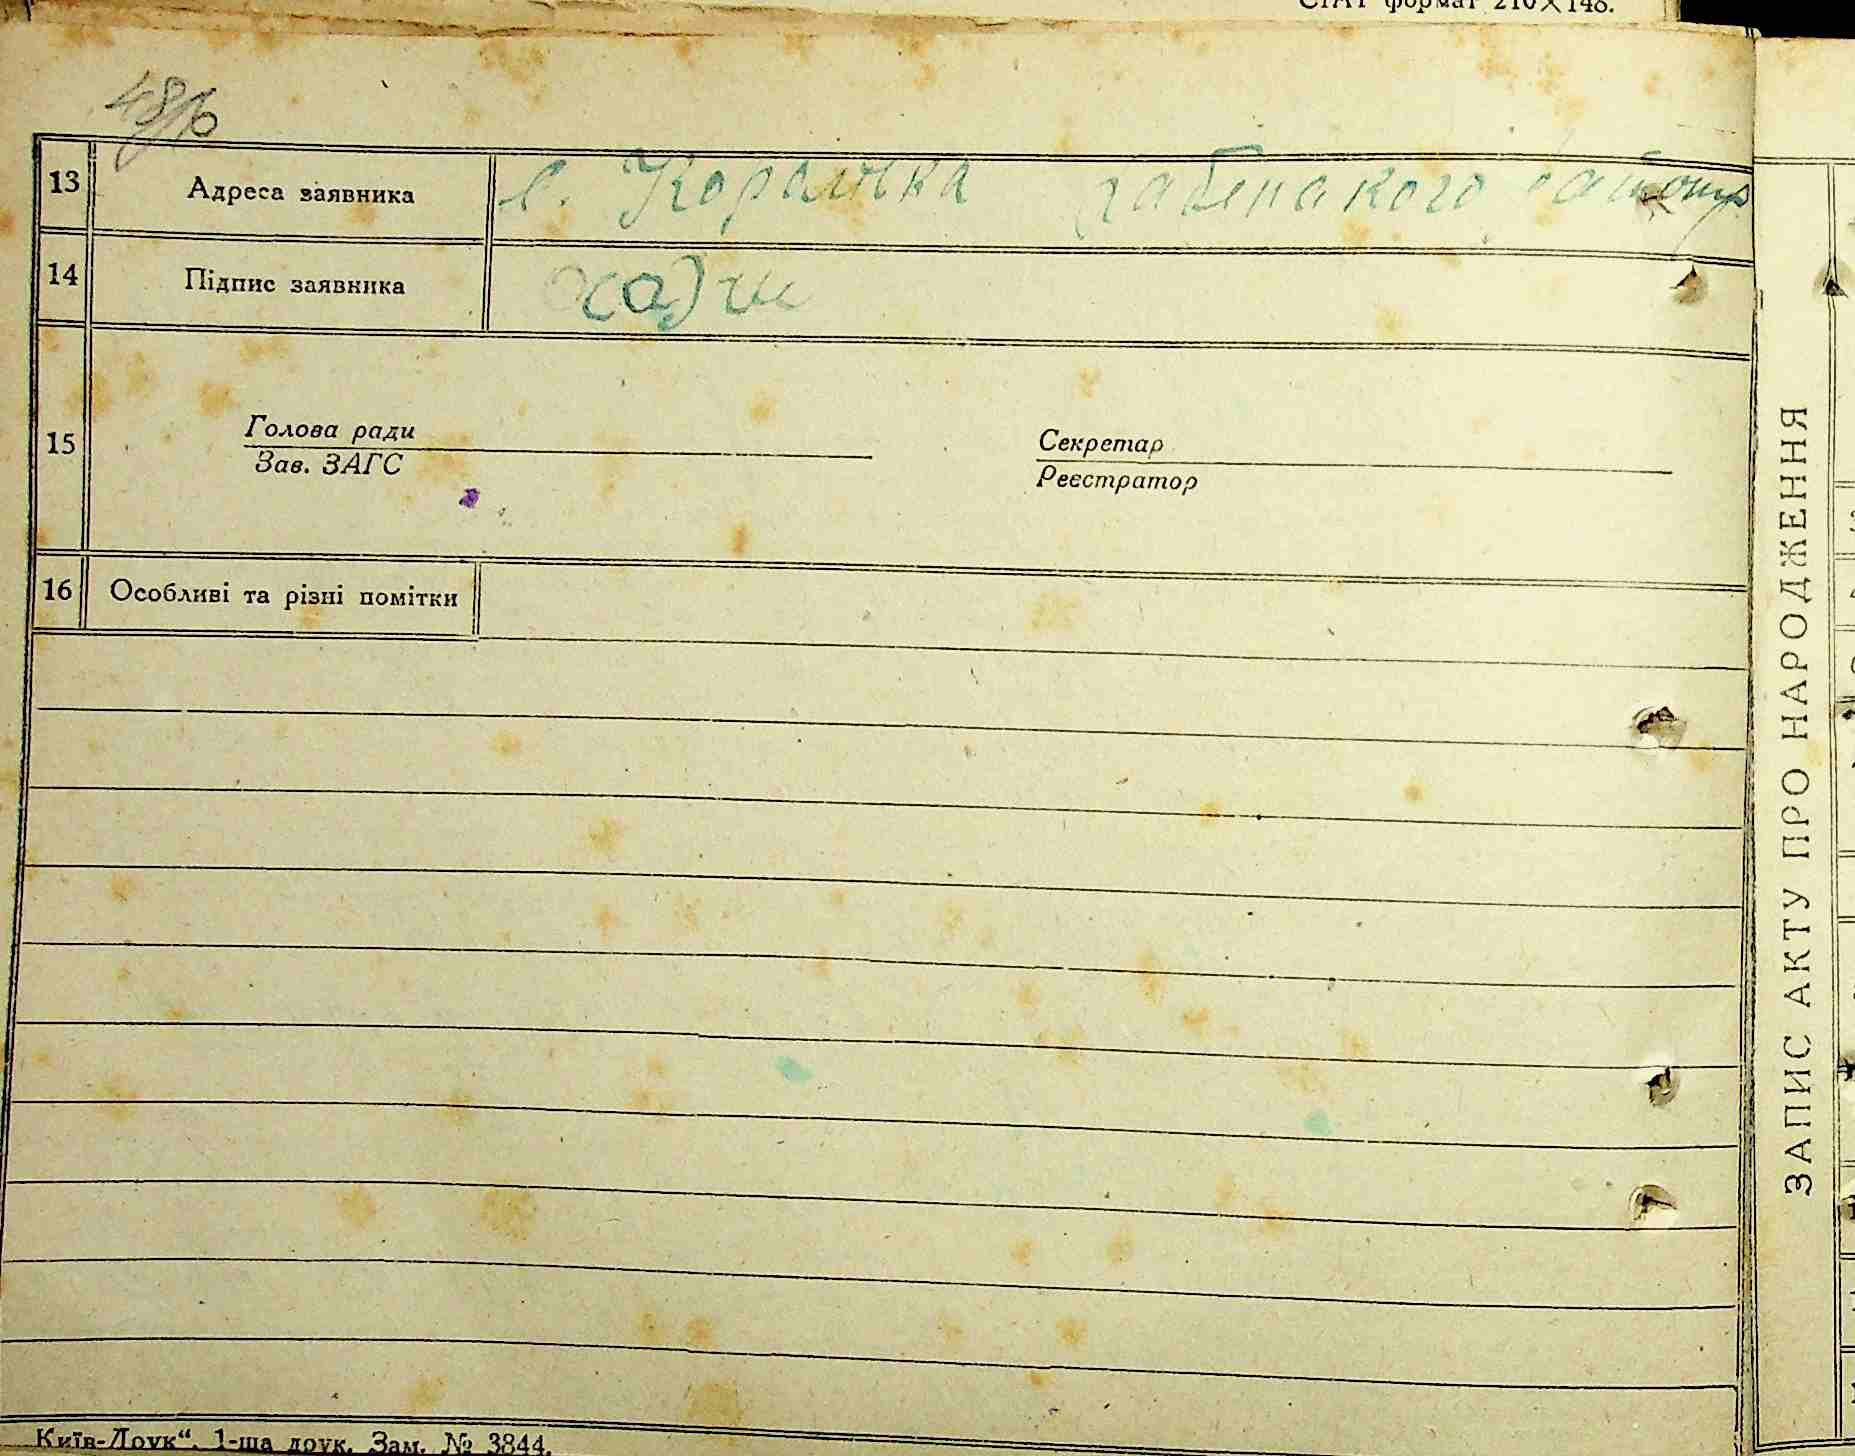 СТАТ формат 210×148.
13 Адреса заявника с. Коралівка
14 Підпис заявника
15 Голова ради Секретар
Зав. ЗАГС Реєстратор
16 Особливі та різні помітки
„Київ-Друк“. 1-ша друк. Зам. № 3844.
ЗАПИС АКТУ ПРО НАРОДЖЕННЯ